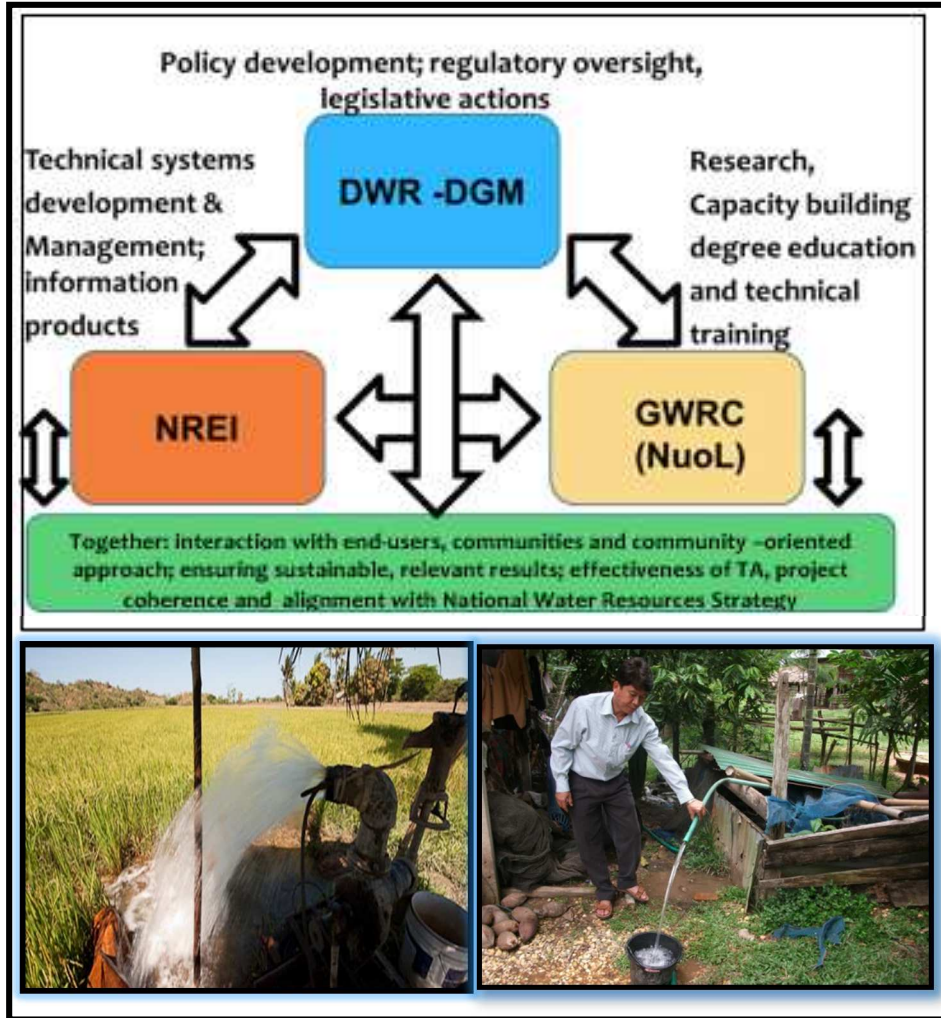 Policy development; regulatory oversight,
legislative actions
Technical systems
development &
Management;
information
products
DWR -DGM
Research,
Capacity building
degree education
and technical
training
NREI
GWRC
(NuoL)
Together: interaction with end-users, communities and community –oriented
approach; ensuring sustainable, relevant results; effectiveness of TA, project
coherence and alignment with National Water Resources Strategy